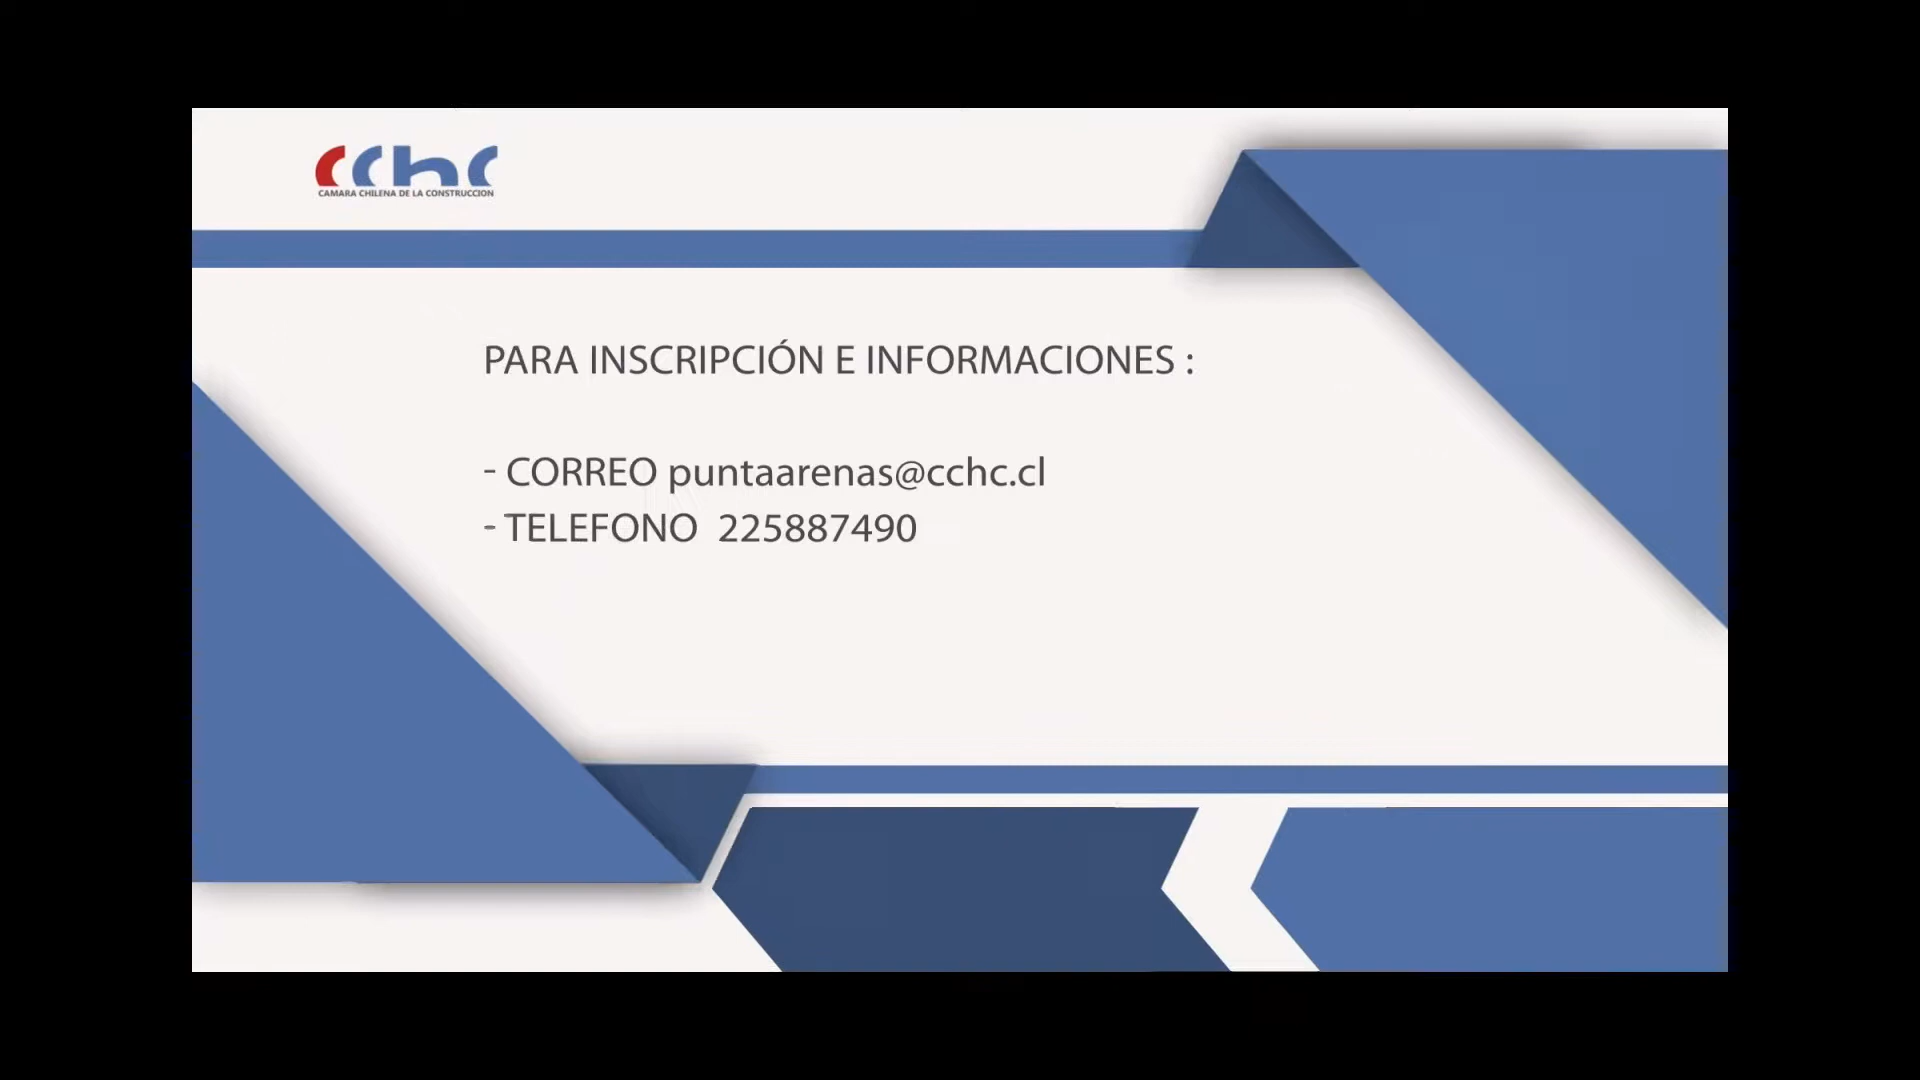 cchc
CAMARA CHILENA DE LA CONSTRUCCION
PARA INSCRIPCIÓN E INFORMACIONES :
- CORREO puntaarenas@cchc.cl
- TELEFONO 225887490